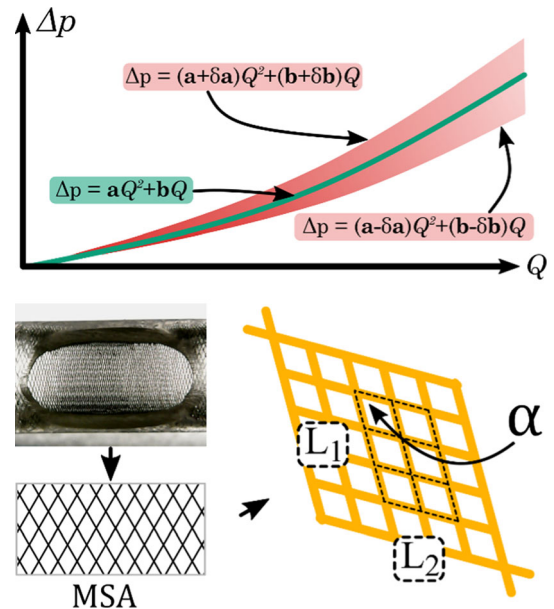 Δp
Δp = (a+δa)Q²+(b+δb)Q
Δp = aQ²+bQ
Δp = (a-δa)Q²+(b-δb)Q
Q
α
L₁
L₂
MSA